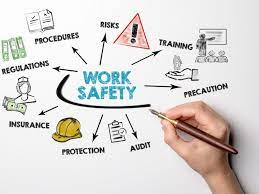 RISKS
PROCEDURES
TRAINING
REGULATIONS
WORK
SAFETY
PRECAUTION
INSURANCE
PROTECTION
AUDIT